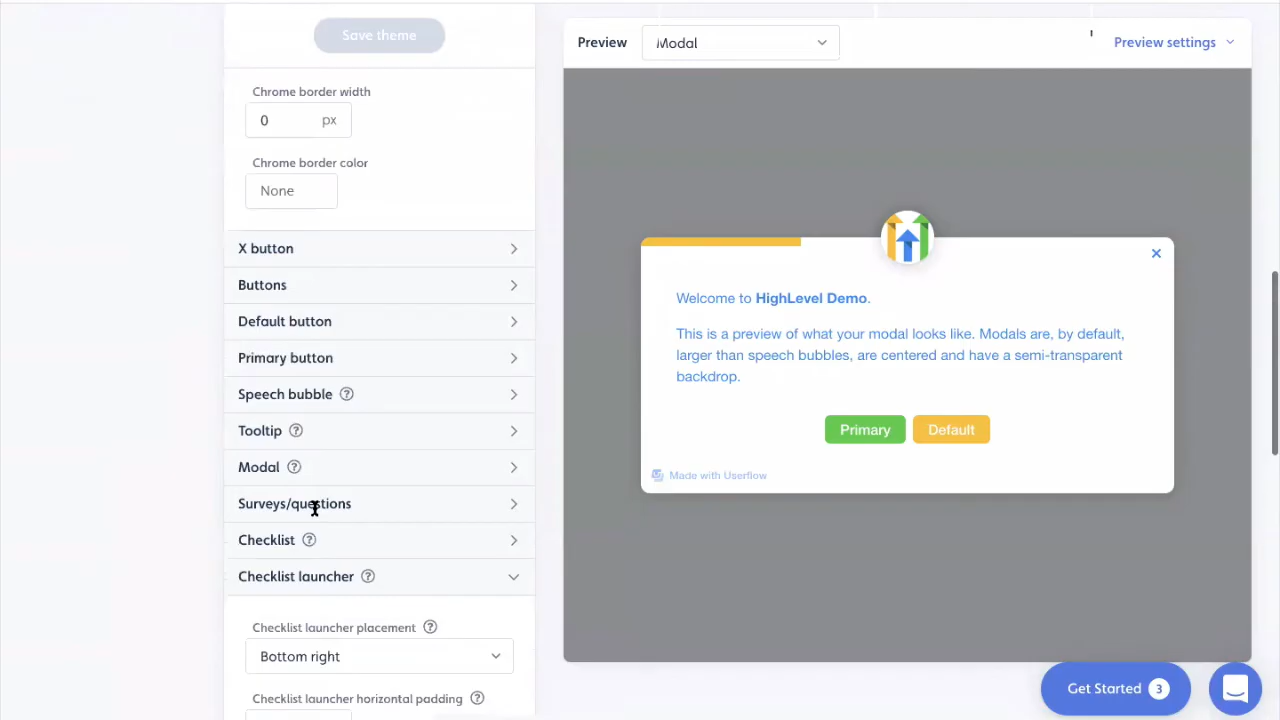 Save theme
Chrome border width
0 px
Chrome border color
None
X button
Buttons
Default button
Primary button
Speech bubble ?
Tooltip ?
Modal ?
Surveys/questions
Checklist ?
Checklist launcher ?
Checklist launcher placement ?
Bottom right
Checklist launcher horizontal padding ?
Preview Modal Preview settings
Welcome to HighLevel Demo.
This is a preview of what your modal looks like. Modals are, by default,
larger than speech bubbles, are centered and have a semi-transparent
backdrop.
Primary Default
Made with Userflow
Get Started 3